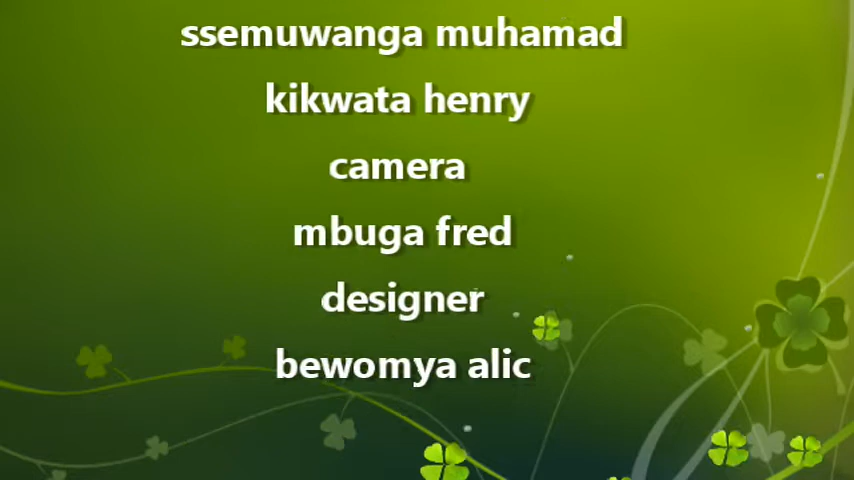 ssemuwanga muhamad
kikwata henry
camera
mbuga fred
designer
bewomya alic